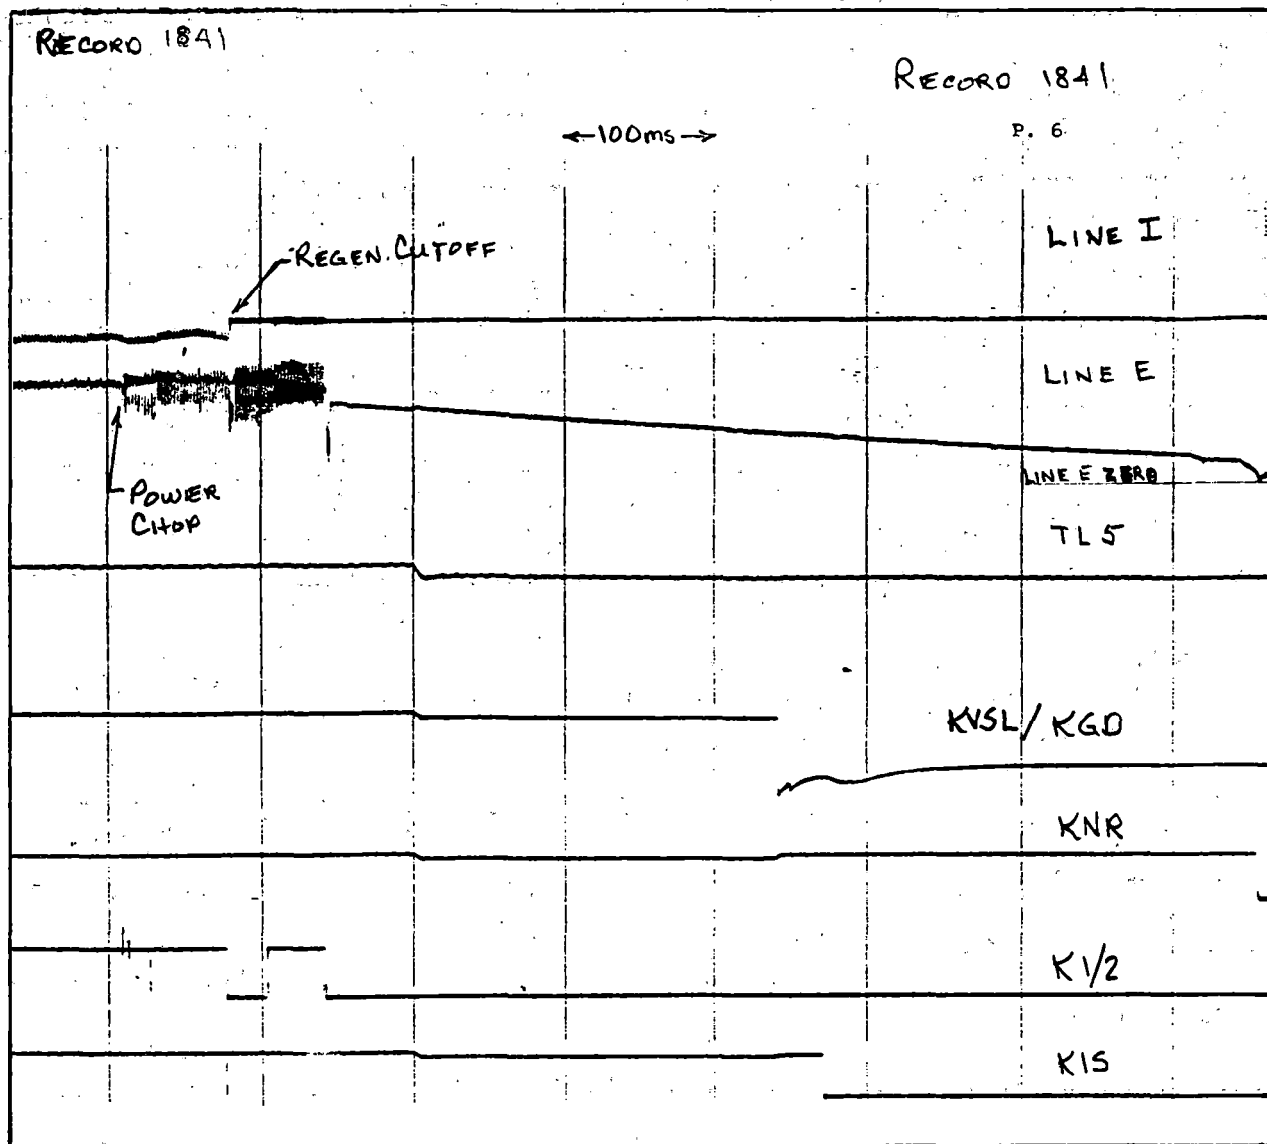 RECORD 1841
RECORD 1841
←100ms→
P. 6
LINE I
REGEN. CUTOFF
LINE E
LINE E ZERO
POWER
CHOP
TL5
KVSL/KGD
KNR
K1/2
K1S